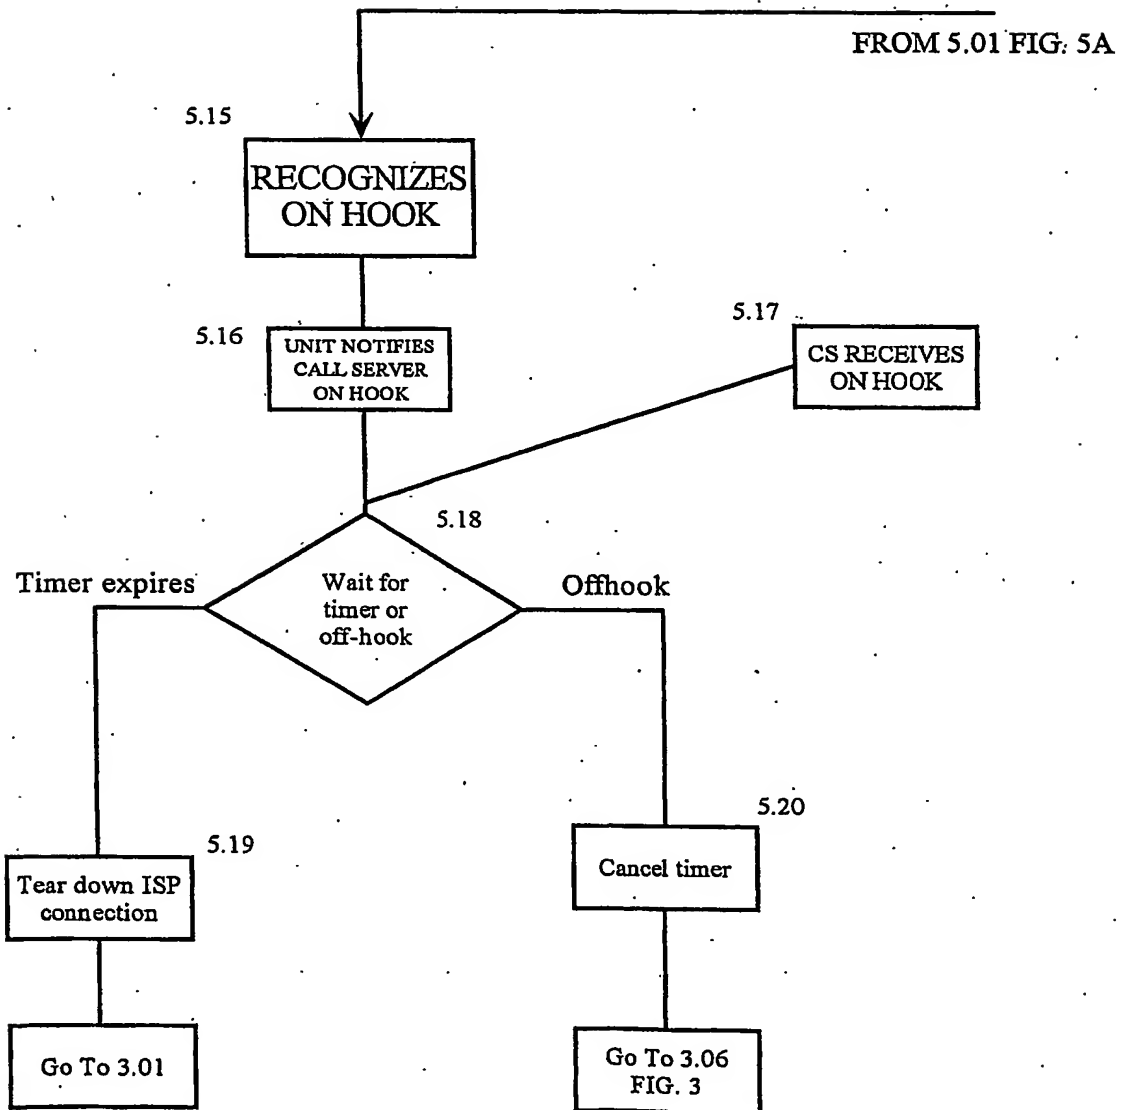 FROM 5.01 FIG. 5A
5.15
RECOGNIZES
ON HOOK
5.16
UNIT NOTIFIES
CALL SERVER
ON HOOK
5.17
CS RECEIVES
ON HOOK
5.18
Timer expires
Wait for
timer or
off-hook
Offhook
5.19
Tear down ISP
connection
5.20
Cancel timer
Go To 3.01
Go To 3.06
FIG. 3